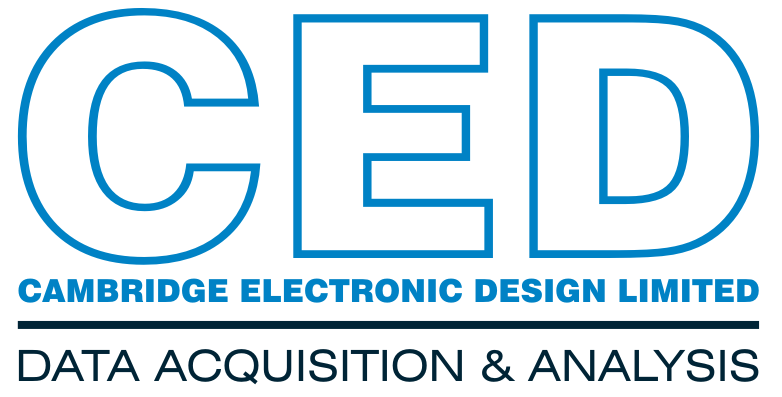 CED
CAMBRIDGE ELECTRONIC DESIGN LIMITED
DATA ACQUISITION & ANALYSIS